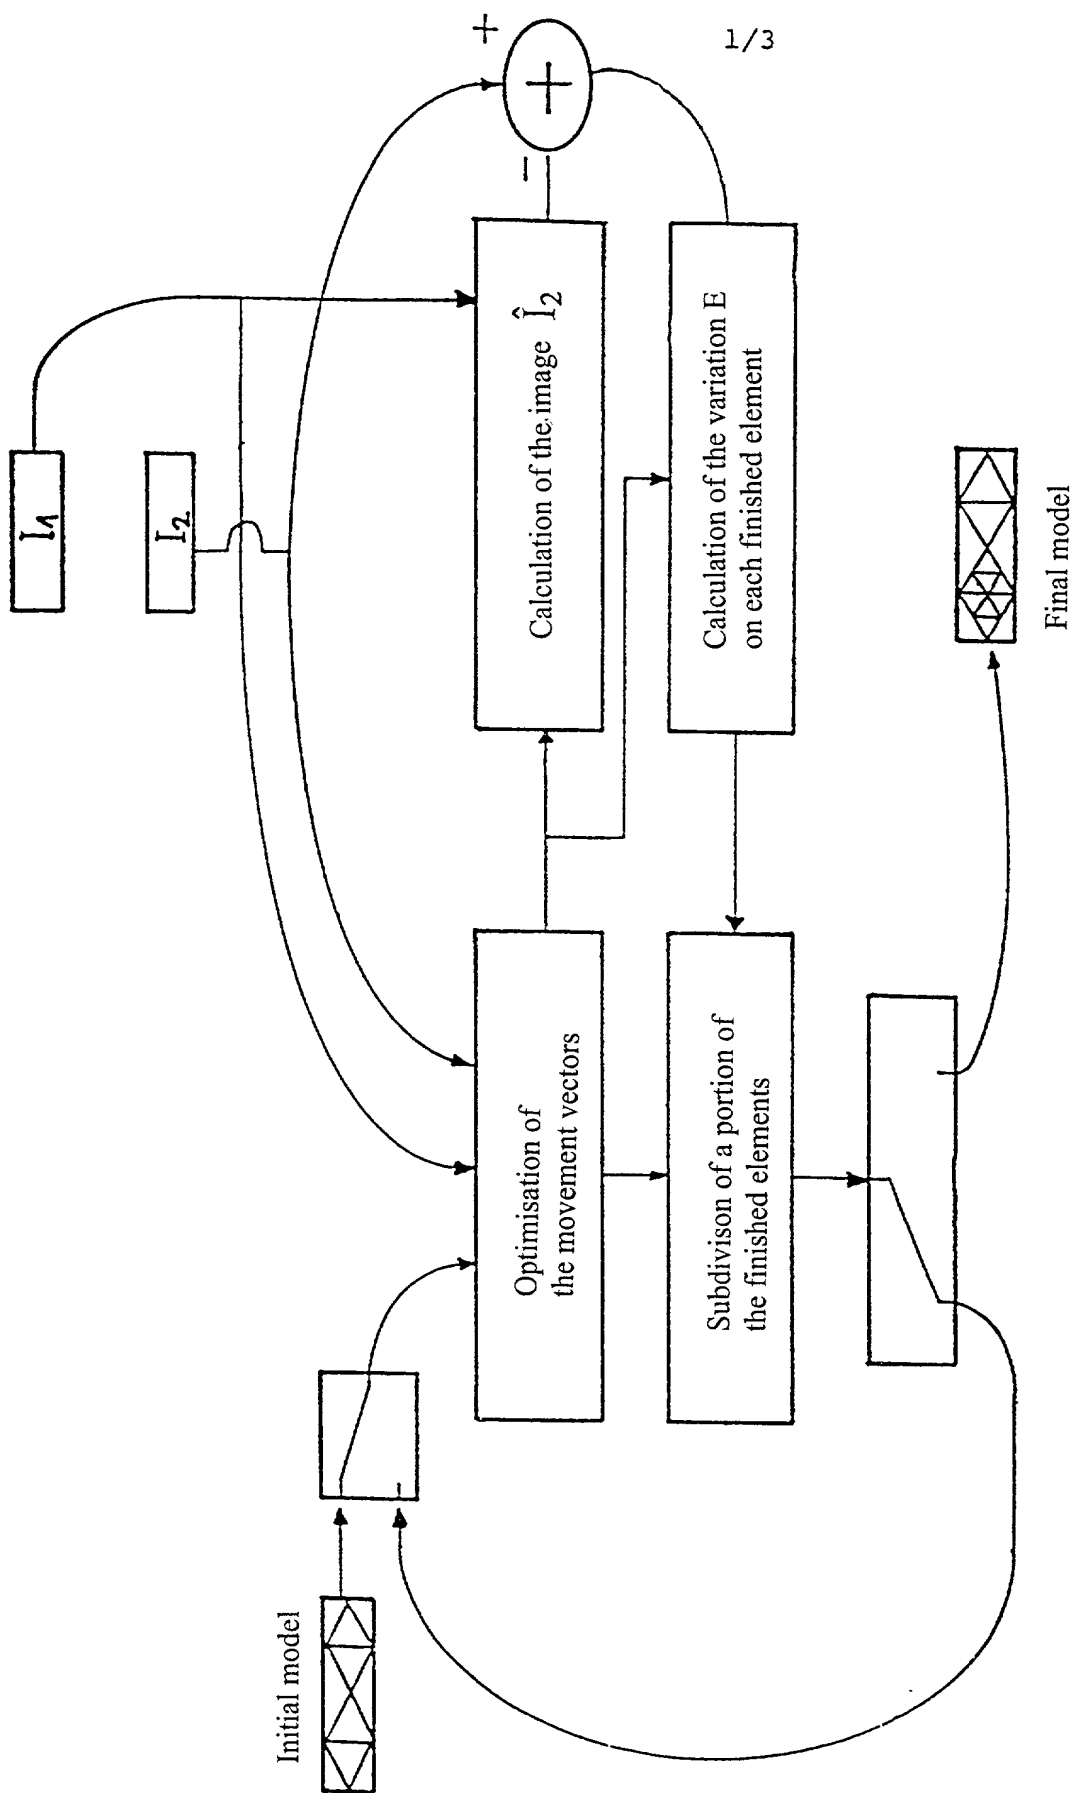 1/3
I1
I2
+
+
−
Calculation of the image Î2
Calculation of the variation E
on each finished element
Optimisation of
the movement vectors
Subdivison of a portion of
the finished elements
Initial model
Final model